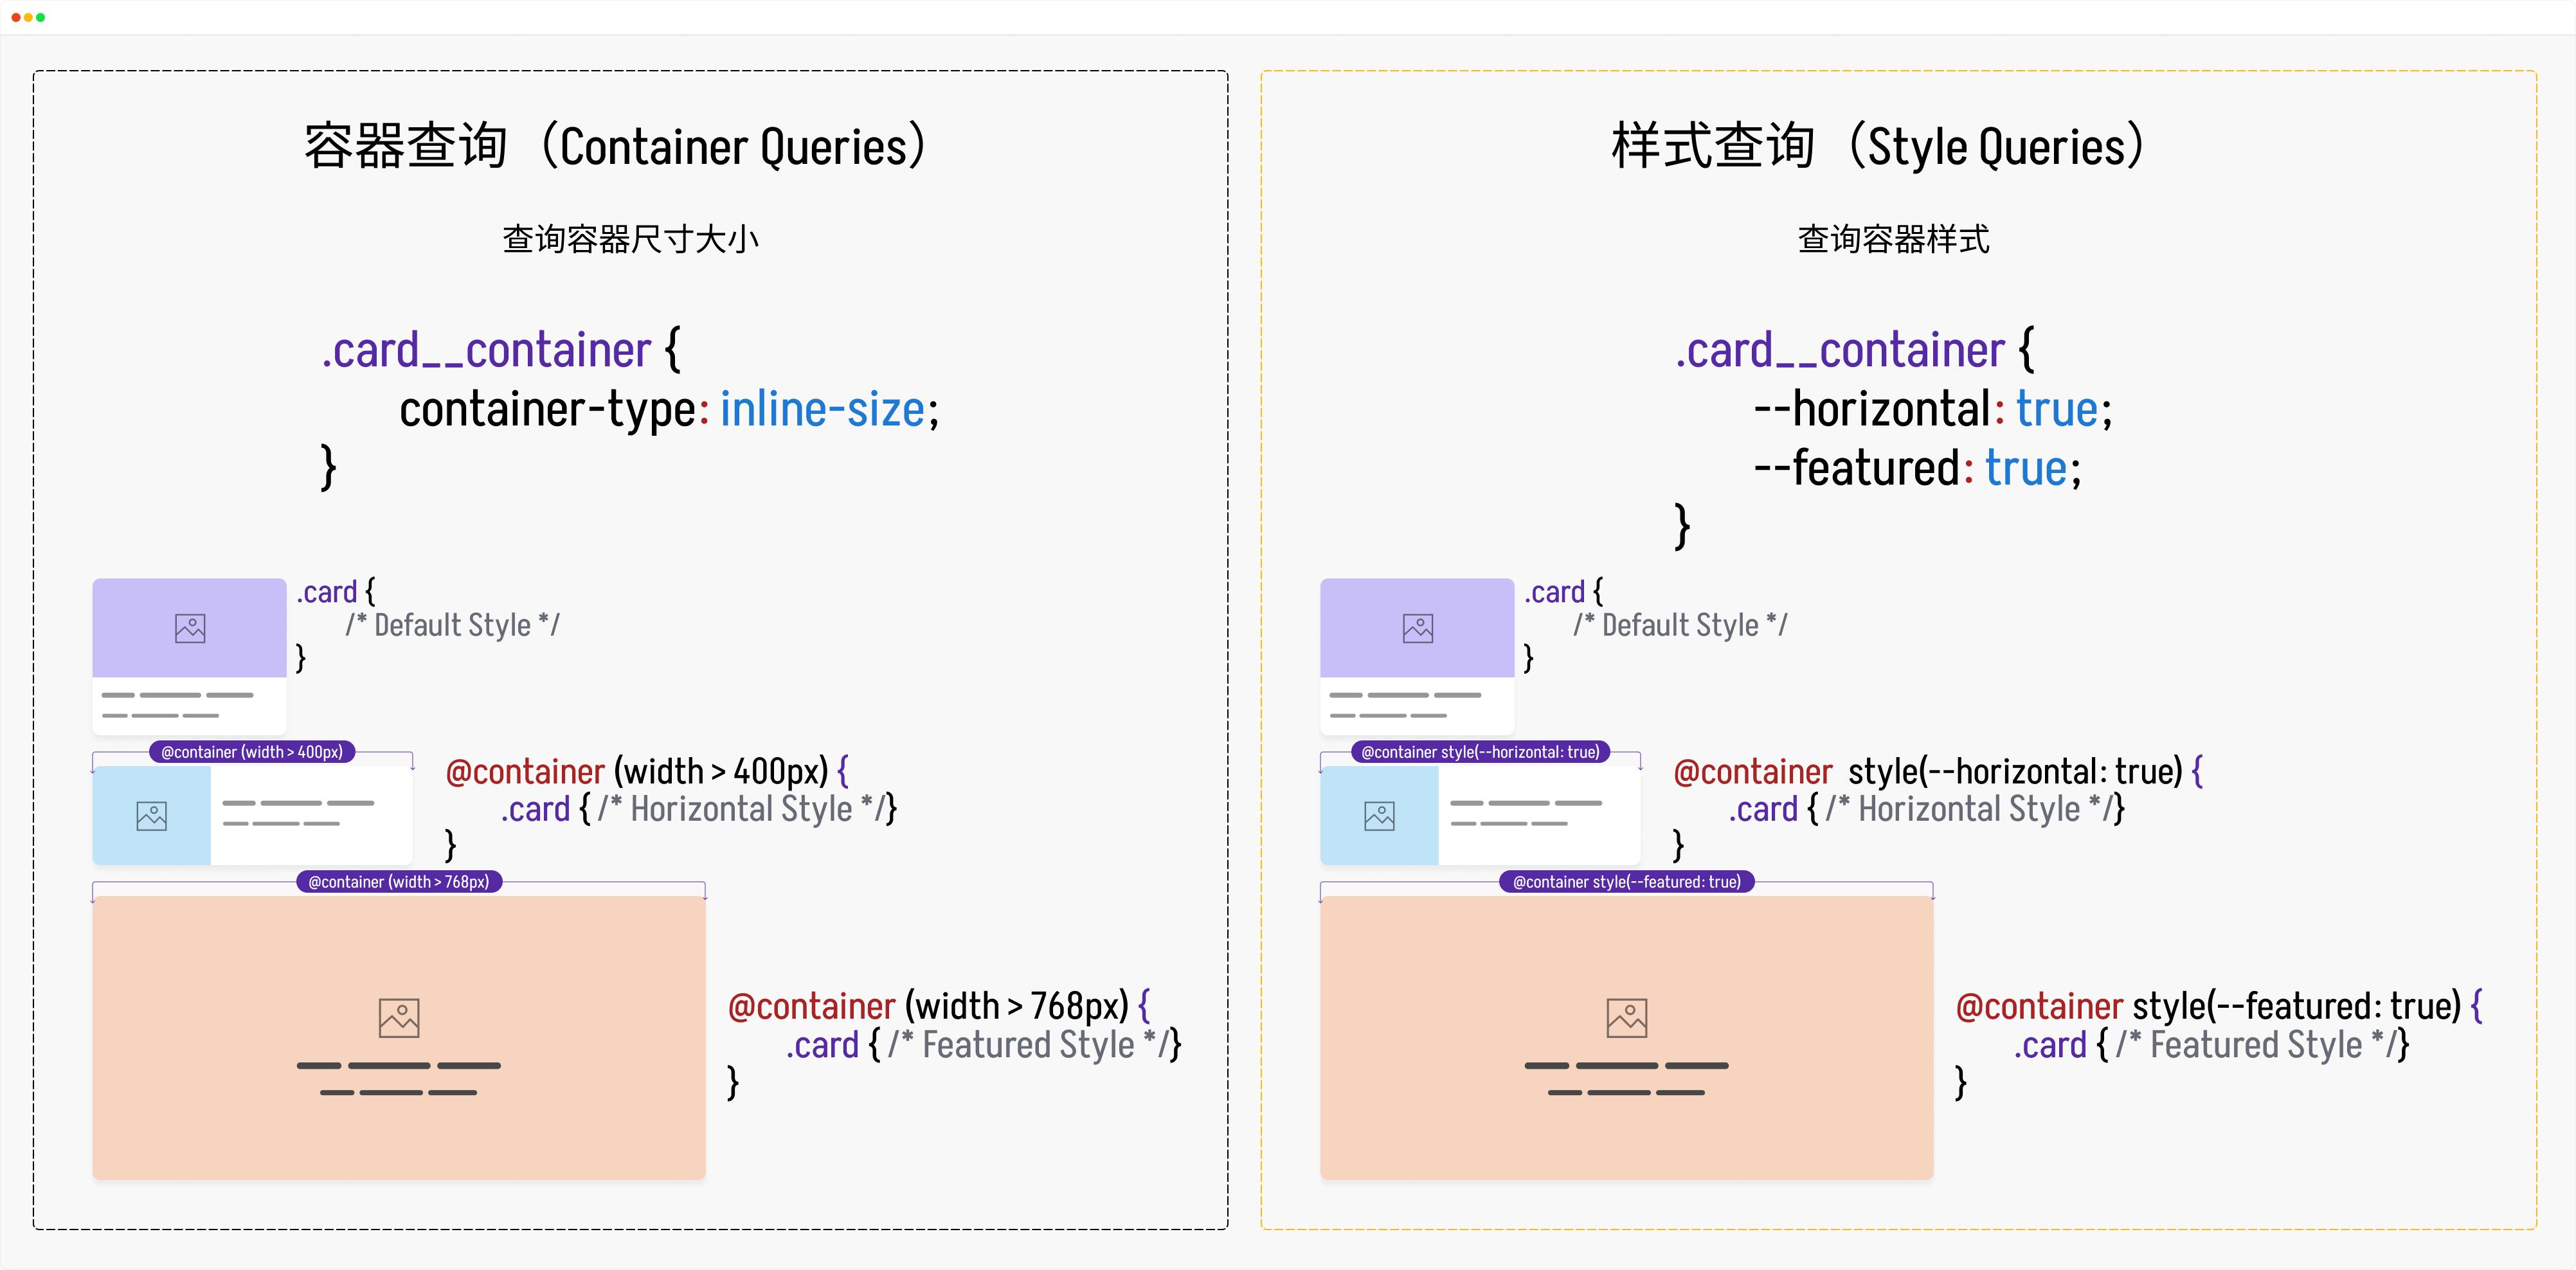 容器查询（Container Queries）
查询容器尺寸大小
.card__container {
container-type: inline-size;
}
.card {
/* Default Style */
}
@container (width > 400px)
@container (width > 400px) {
.card { /* Horizontal Style */}
}
@container (width > 768px)
@container (width > 768px) {
.card { /* Featured Style */}
}
样式查询（Style Queries）
查询容器样式
.card__container {
--horizontal: true;
--featured: true;
}
.card {
/* Default Style */
}
@container style(--horizontal: true)
@container style(--horizontal: true) {
.card { /* Horizontal Style */}
}
@container style(--featured: true)
@container style(--featured: true) {
.card { /* Featured Style */}
}